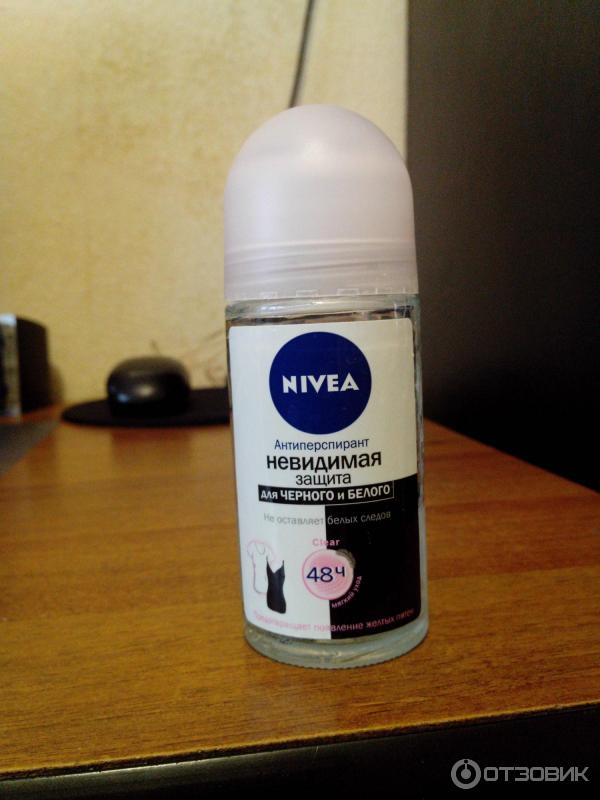 NIVEA
Антиперспирант
невидимая
защита
для ЧЕРНОГО и БЕЛОГО
Не оставляет белых следов
Clear
48ч
мягкий уход
Предотвращает появление желтых пятен
ОТЗОВИК